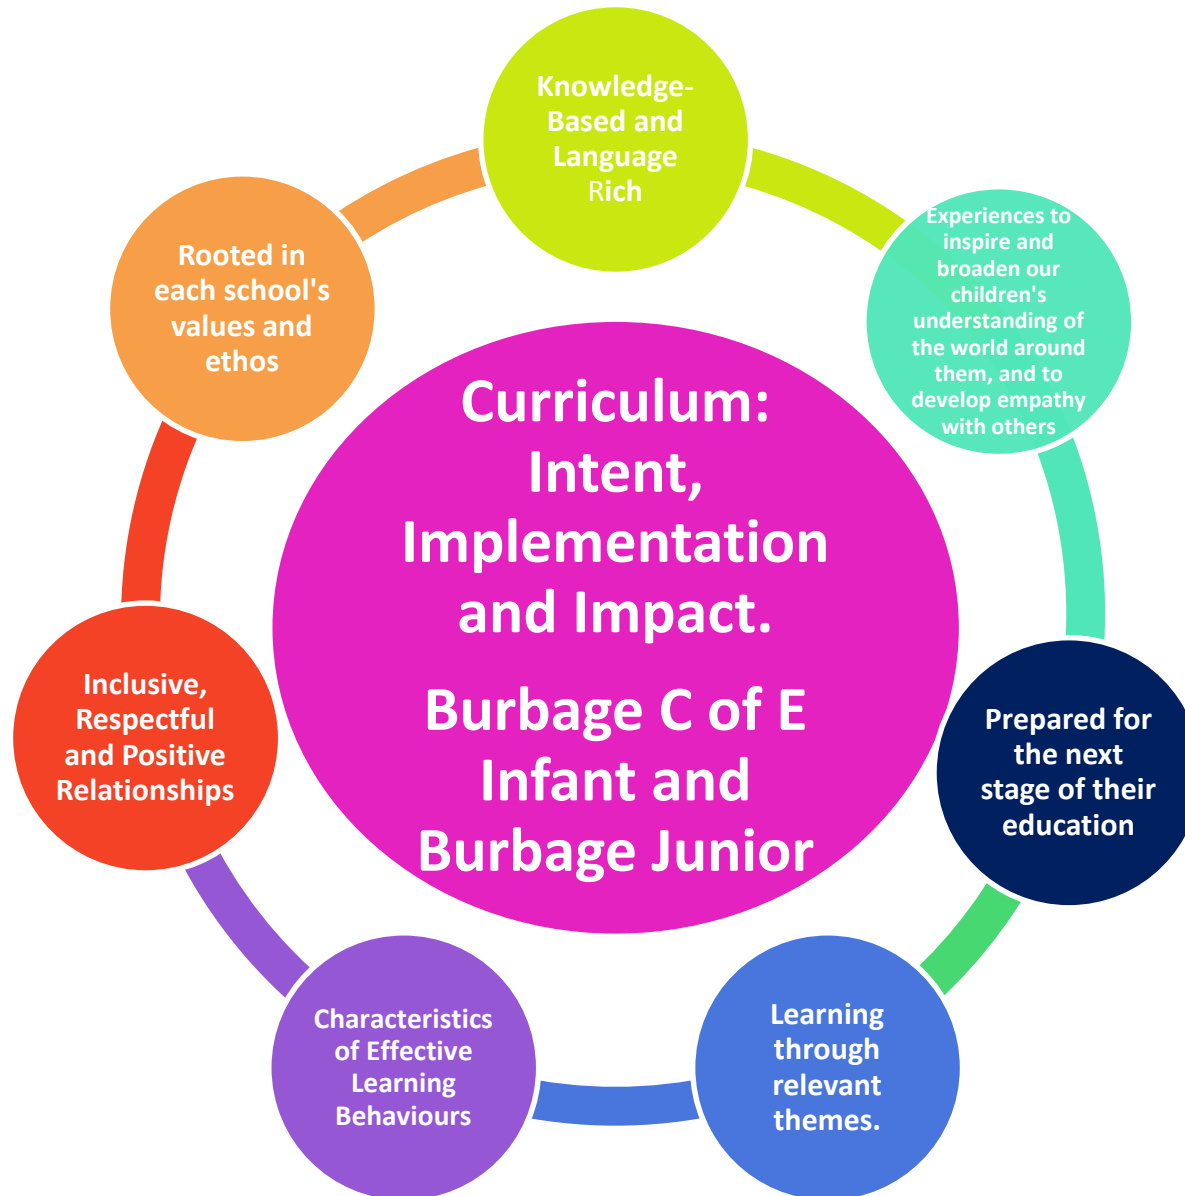 Knowledge-
Based and
Language
Rich
Experiences to
inspire and
broaden our
children's
understanding of
the world around
them, and to
develop empathy
with others
Prepared for
the next
stage of their
education
Learning
through
relevant
themes.
Characteristics
of Effective
Learning
Behaviours
Inclusive,
Respectful
and Positive
Relationships
Rooted in
each school's
values and
ethos
Curriculum:
Intent,
Implementation
and Impact.
Burbage C of E
Infant and
Burbage Junior